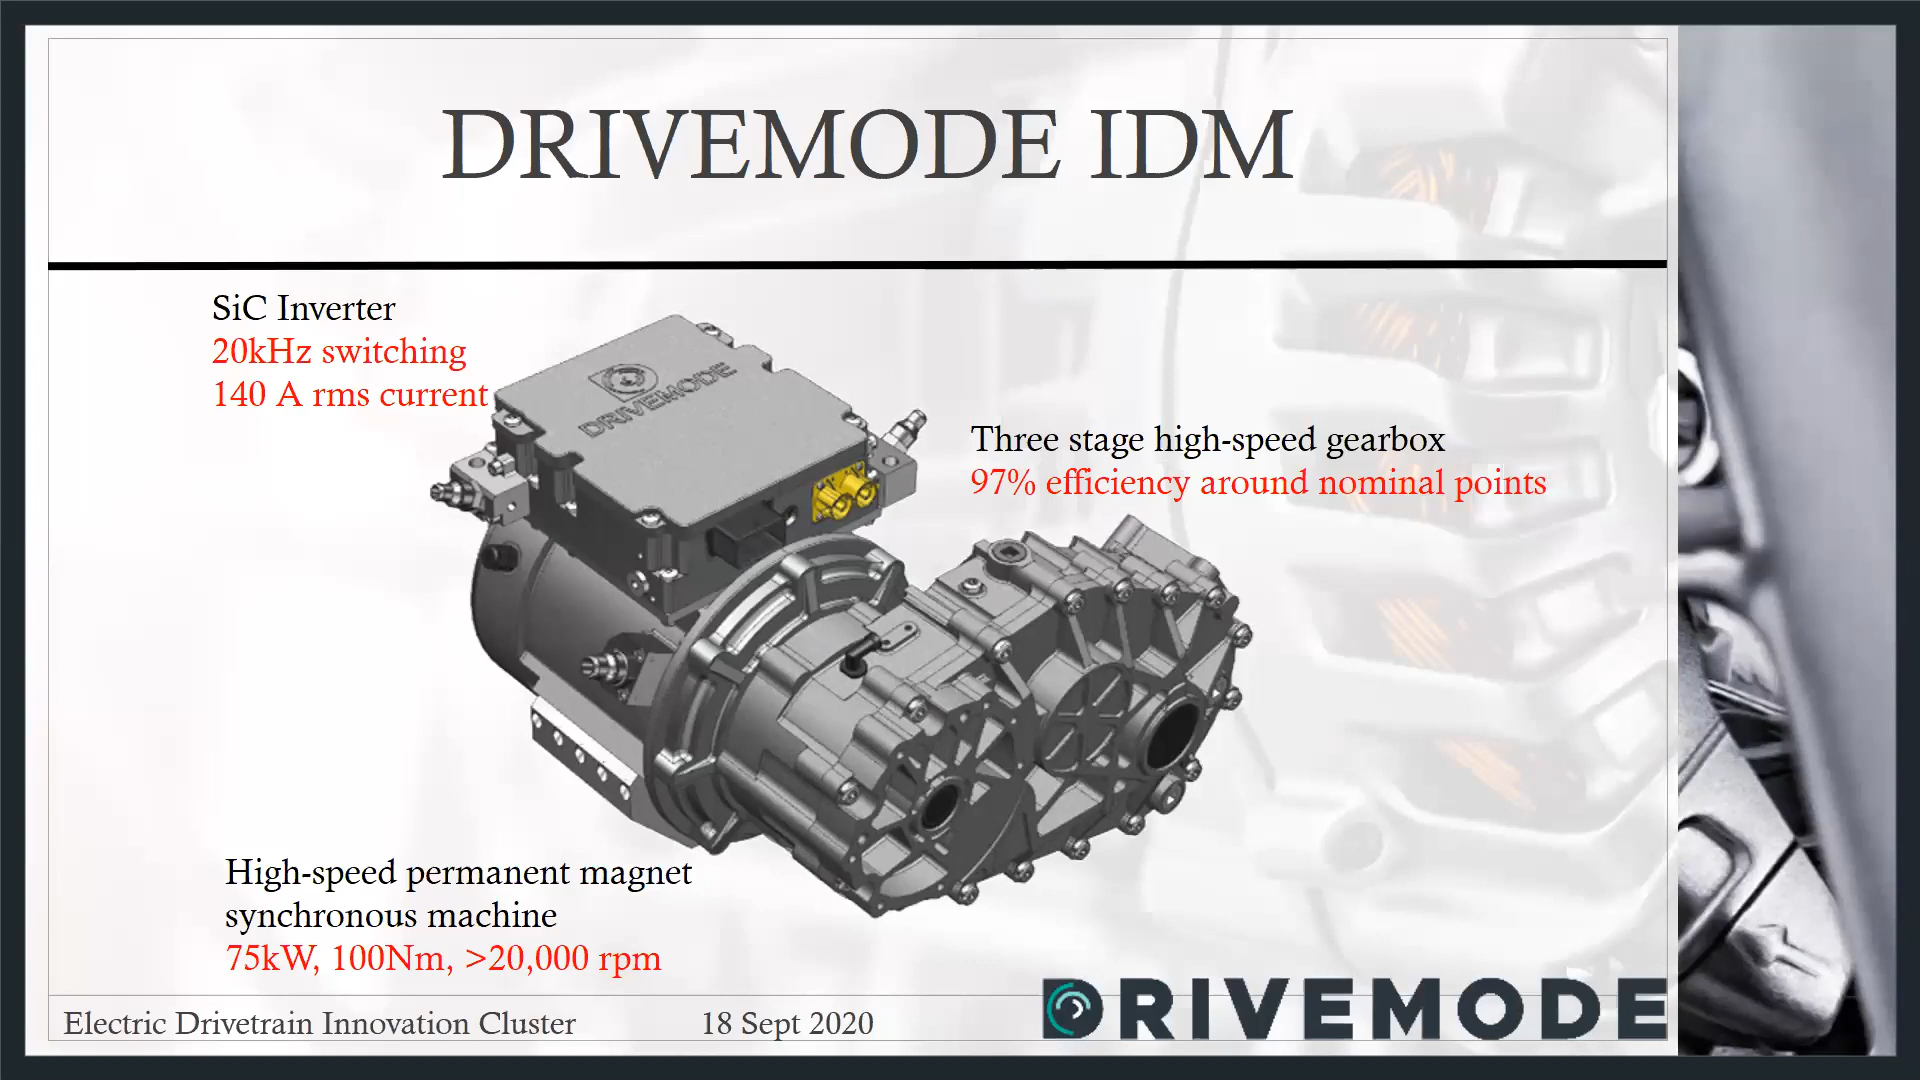 DRIVEMODE IDM
SiC Inverter
20kHz switching
140 A rms current
DRIVEMODE
Three stage high-speed gearbox
97% efficiency around nominal points
High-speed permanent magnet
synchronous machine
75kW, 100Nm, >20,000 rpm
Electric Drivetrain Innovation Cluster
18 Sept 2020
DRIVEMODE